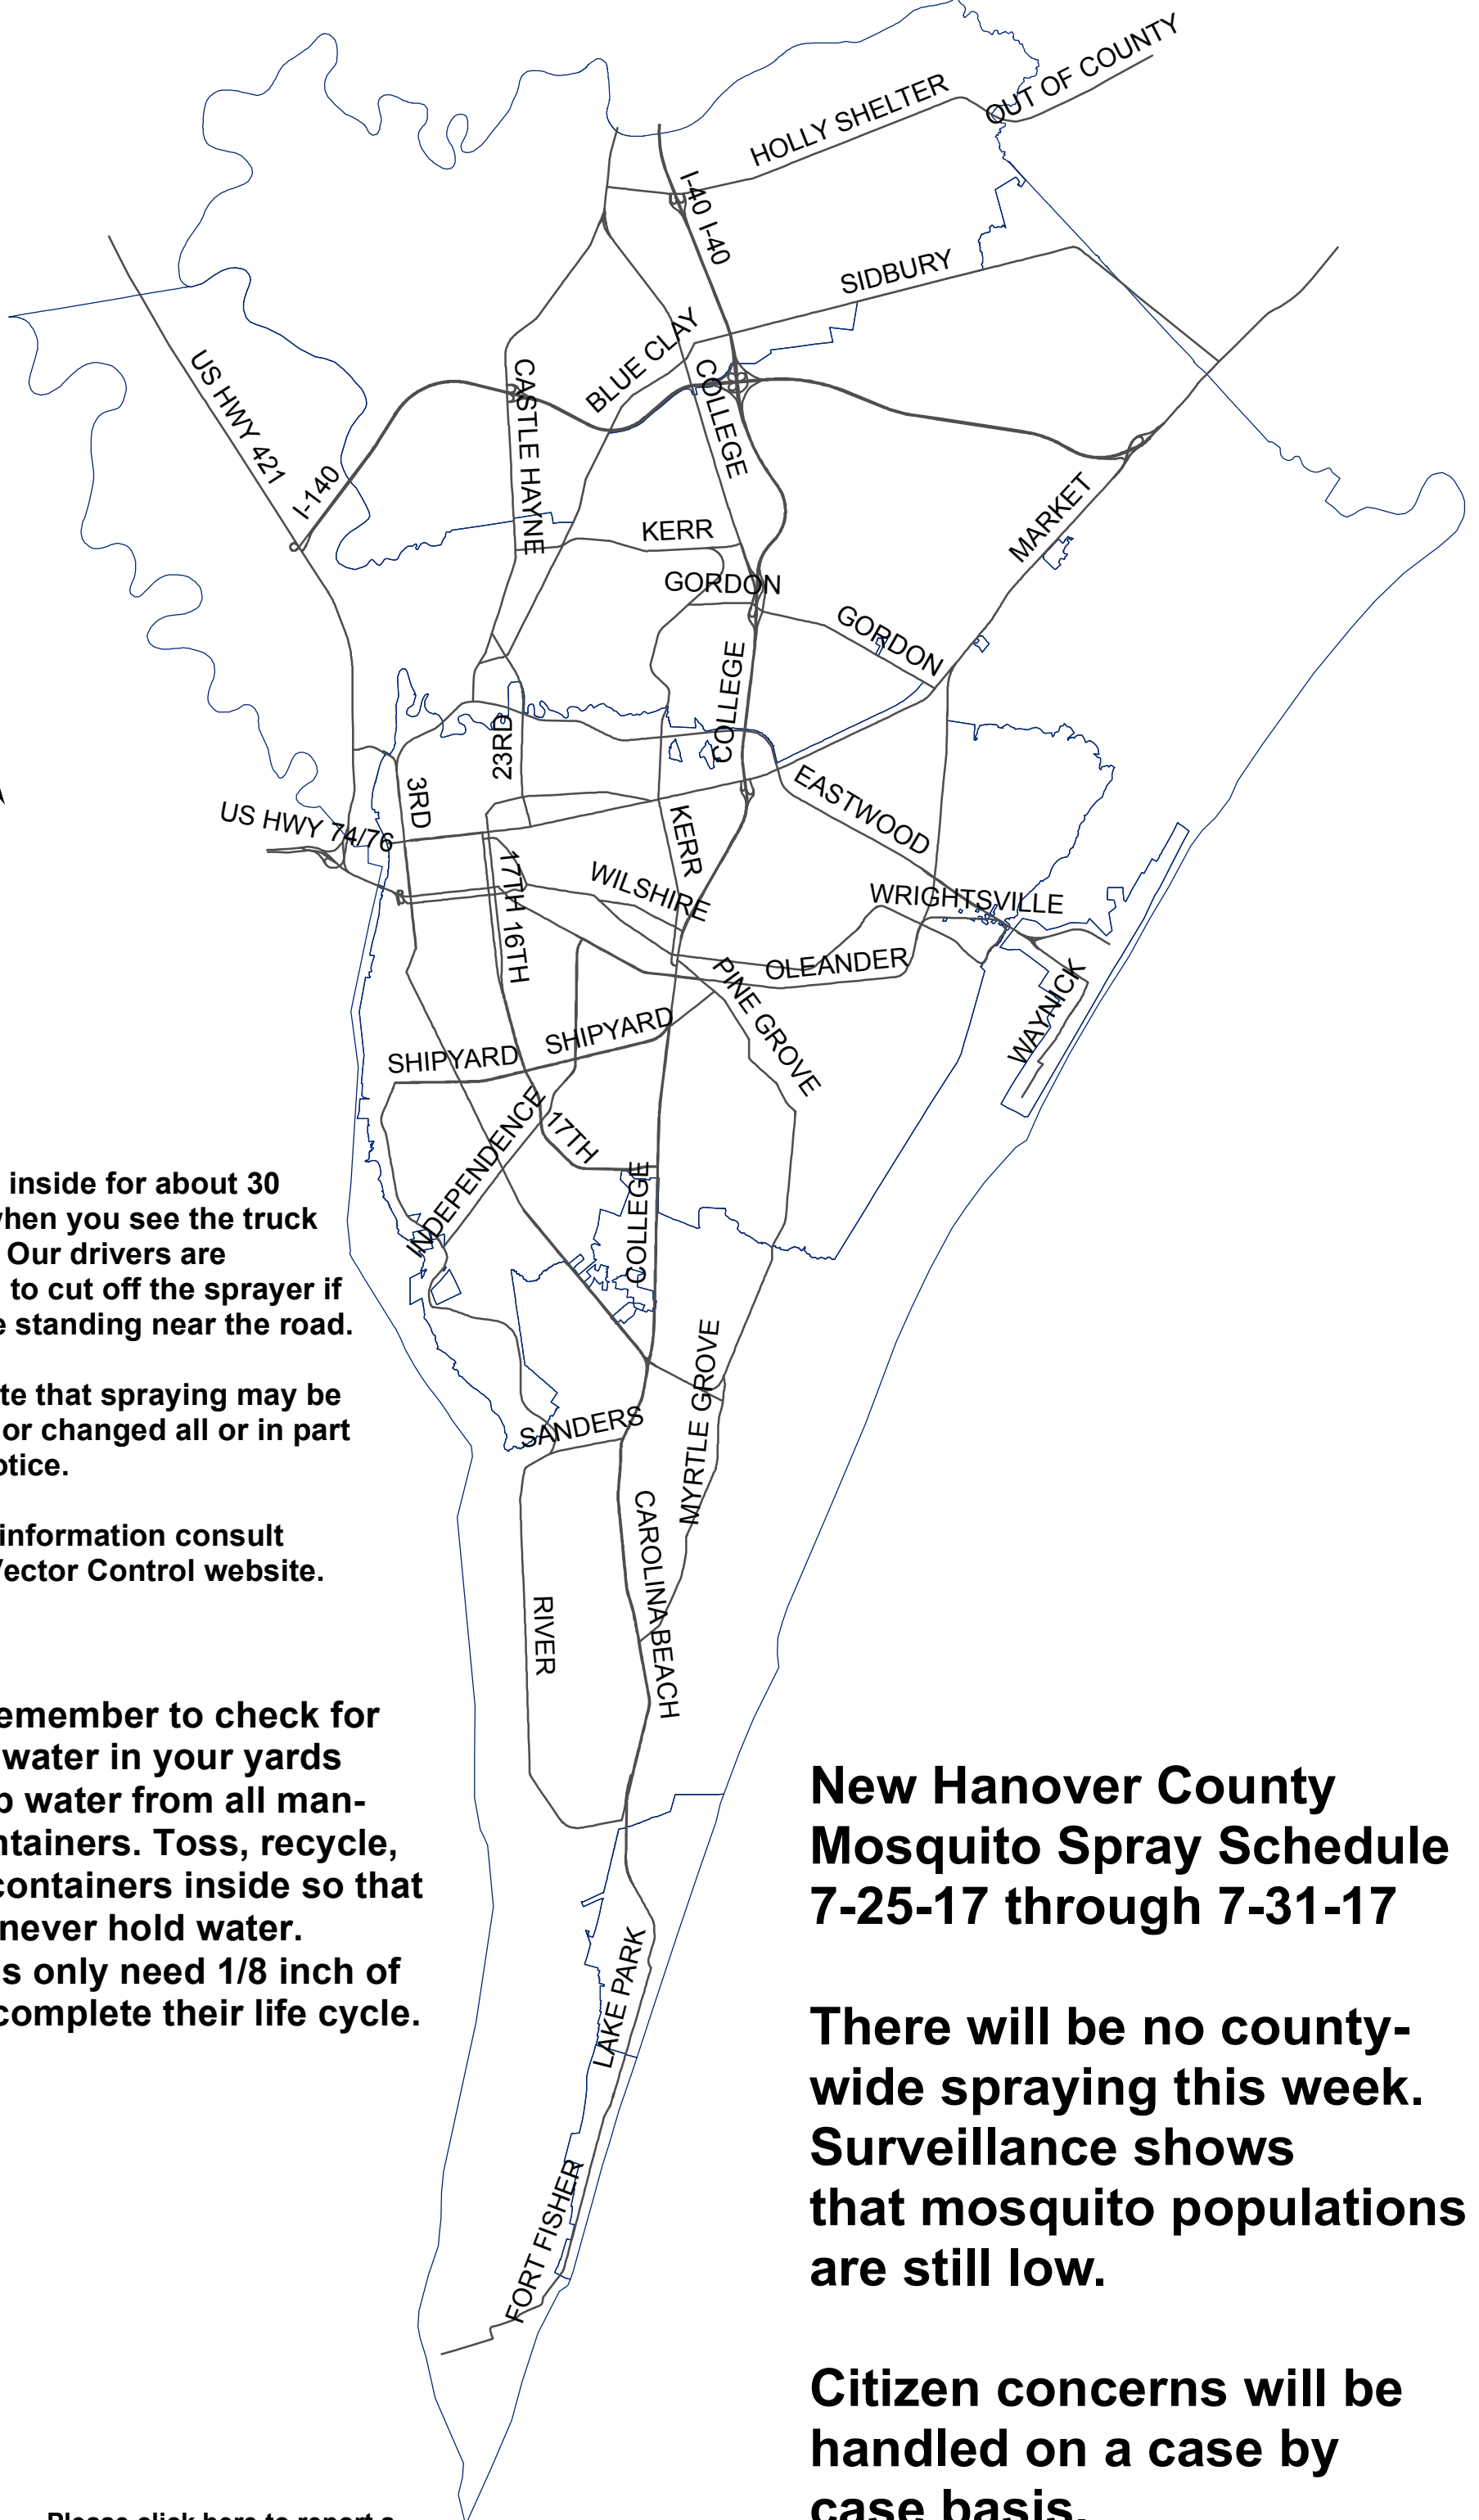 OUT OF COUNTY
HOLLY SHELTER
I-40 I-40
SIDBURY
BLUE CLAY
US HWY 421
CASTLE HAYNE
COLLEGE
I-140
MARKET
KERR
GORDON
GORDON
COLLEGE
23RD
3RD
EASTWOOD
US HWY 74/76
KERR
17TH 16TH
WILSHIRE
WRIGHTSVILLE
OLEANDER
PINE GROVE
WAYNICK
SHIPYARD
SHIPYARD
INDEPENDENCE
17TH
COLLEGE
inside for about 30
when you see the truck
Our drivers are
to cut off the sprayer if
standing near the road.
that spraying may be
or changed all or in part
information consult
Vector Control website.
MYRTLE GROVE
SANDERS
CAROLINA BEACH
RIVER
remember to check for
water in your yards
water from all man-
Toss, recycle,
containers inside so that
never hold water.
only need 1/8 inch of
complete their life cycle.
LAKE PARK
FORT FISHER
New Hanover County
Mosquito Spray Schedule
7-25-17 through 7-31-17
There will be no county-
wide spraying this week.
Surveillance shows
that mosquito populations
are still low.
Citizen concerns will be
handled on a case by
case basis.
Please click here to report a